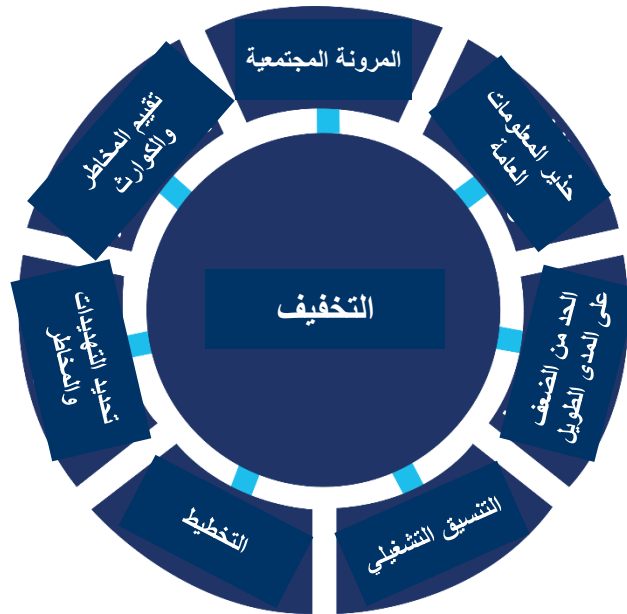 المرونة المجتمعية
حذير المعلومات
العامة
الحد من الضعف
على المدى الطويل
التنسيق التشغيلي
التخطيط
تحديد التهديدات
والمخاطر
تقييم المخاطر
والكوارث
التخفيف